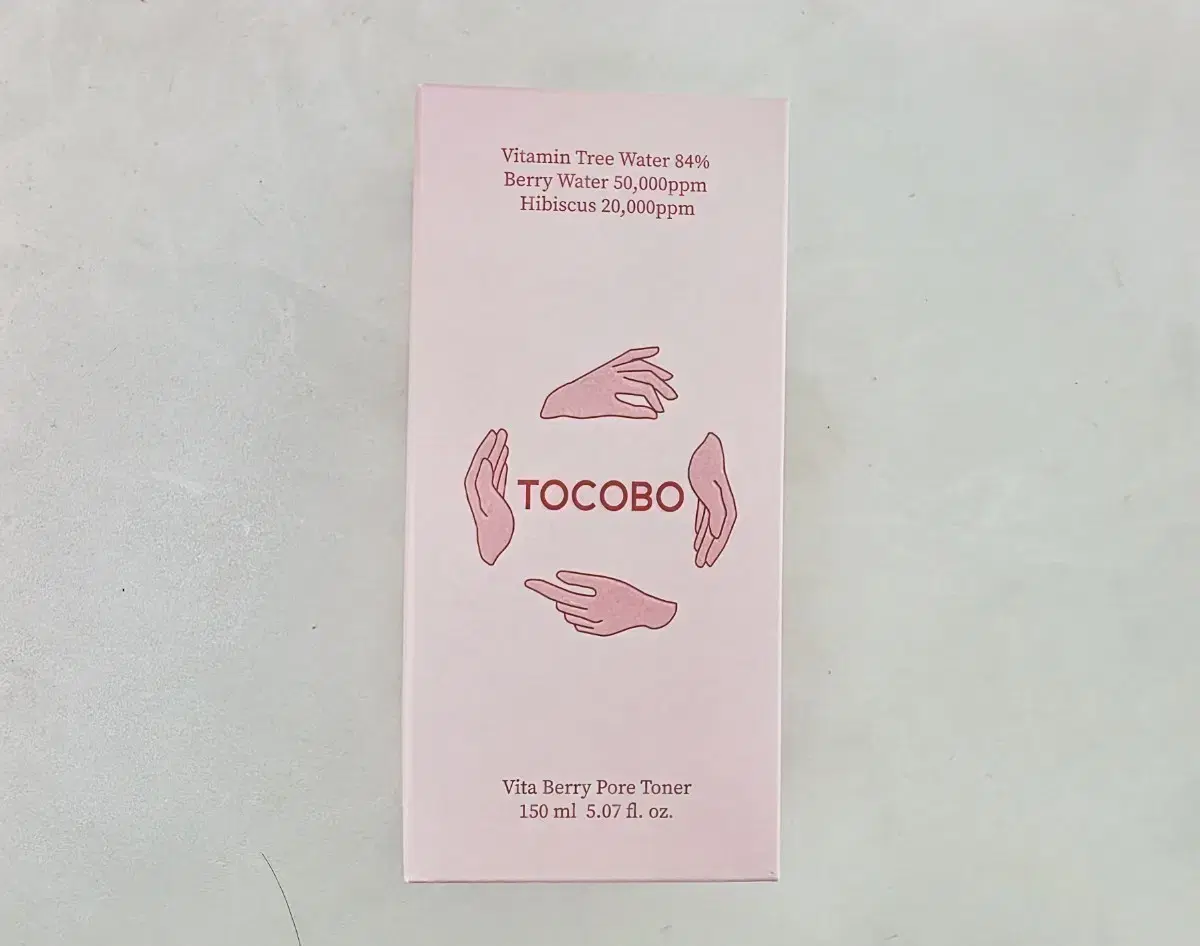 Vitamin Tree Water 84%
Berry Water 50,000ppm
Hibiscus 20,000ppm
TOCOBO
Vita Berry Pore Toner
150 ml 5.07 fl. oz.